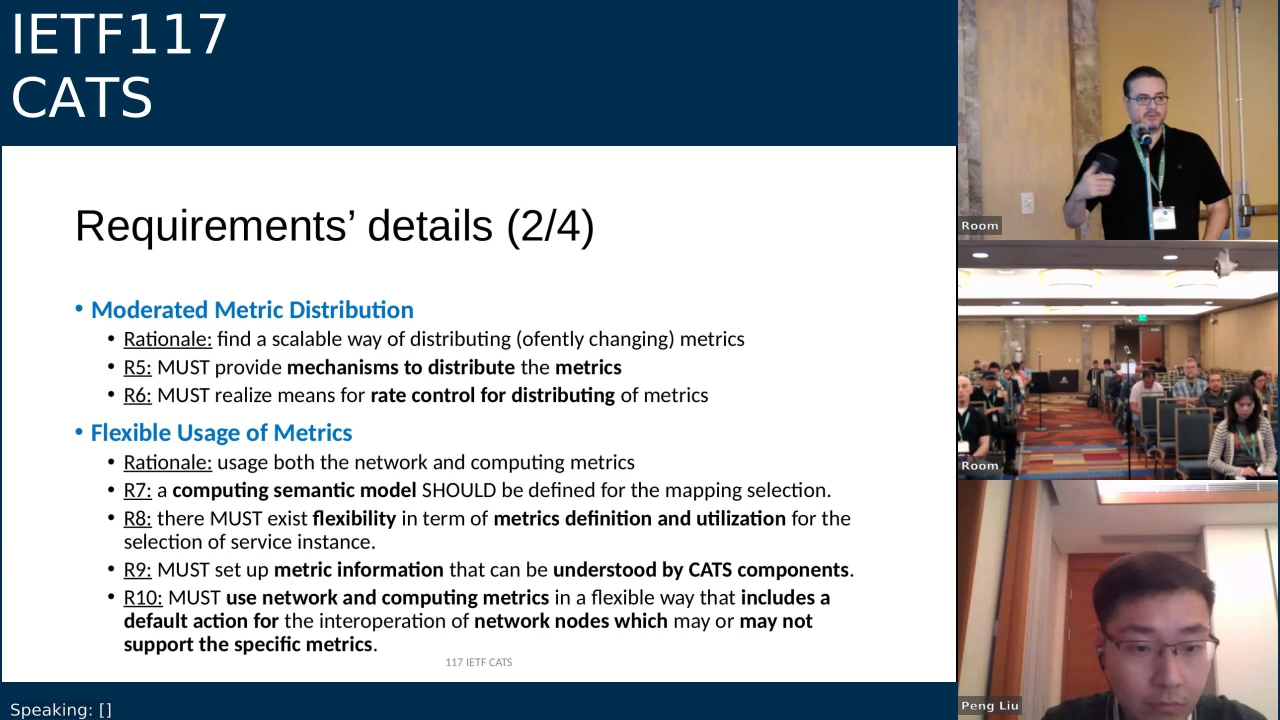 IETF117
CATS
Requirements’ details (2/4)
• Moderated Metric Distribution
• Rationale: find a scalable way of distributing (ofently changing) metrics
• R5: MUST provide mechanisms to distribute the metrics
• R6: MUST realize means for rate control for distributing of metrics
• Flexible Usage of Metrics
• Rationale: usage both the network and computing metrics
• R7: a computing semantic model SHOULD be defined for the mapping selection.
• R8: there MUST exist flexibility in term of metrics definition and utilization for the
selection of service instance.
• R9: MUST set up metric information that can be understood by CATS components.
• R10: MUST use network and computing metrics in a flexible way that includes a
default action for the interoperation of network nodes which may or may not
support the specific metrics.
117 IETF CATS
Speaking: []
Room
Room
Peng Liu